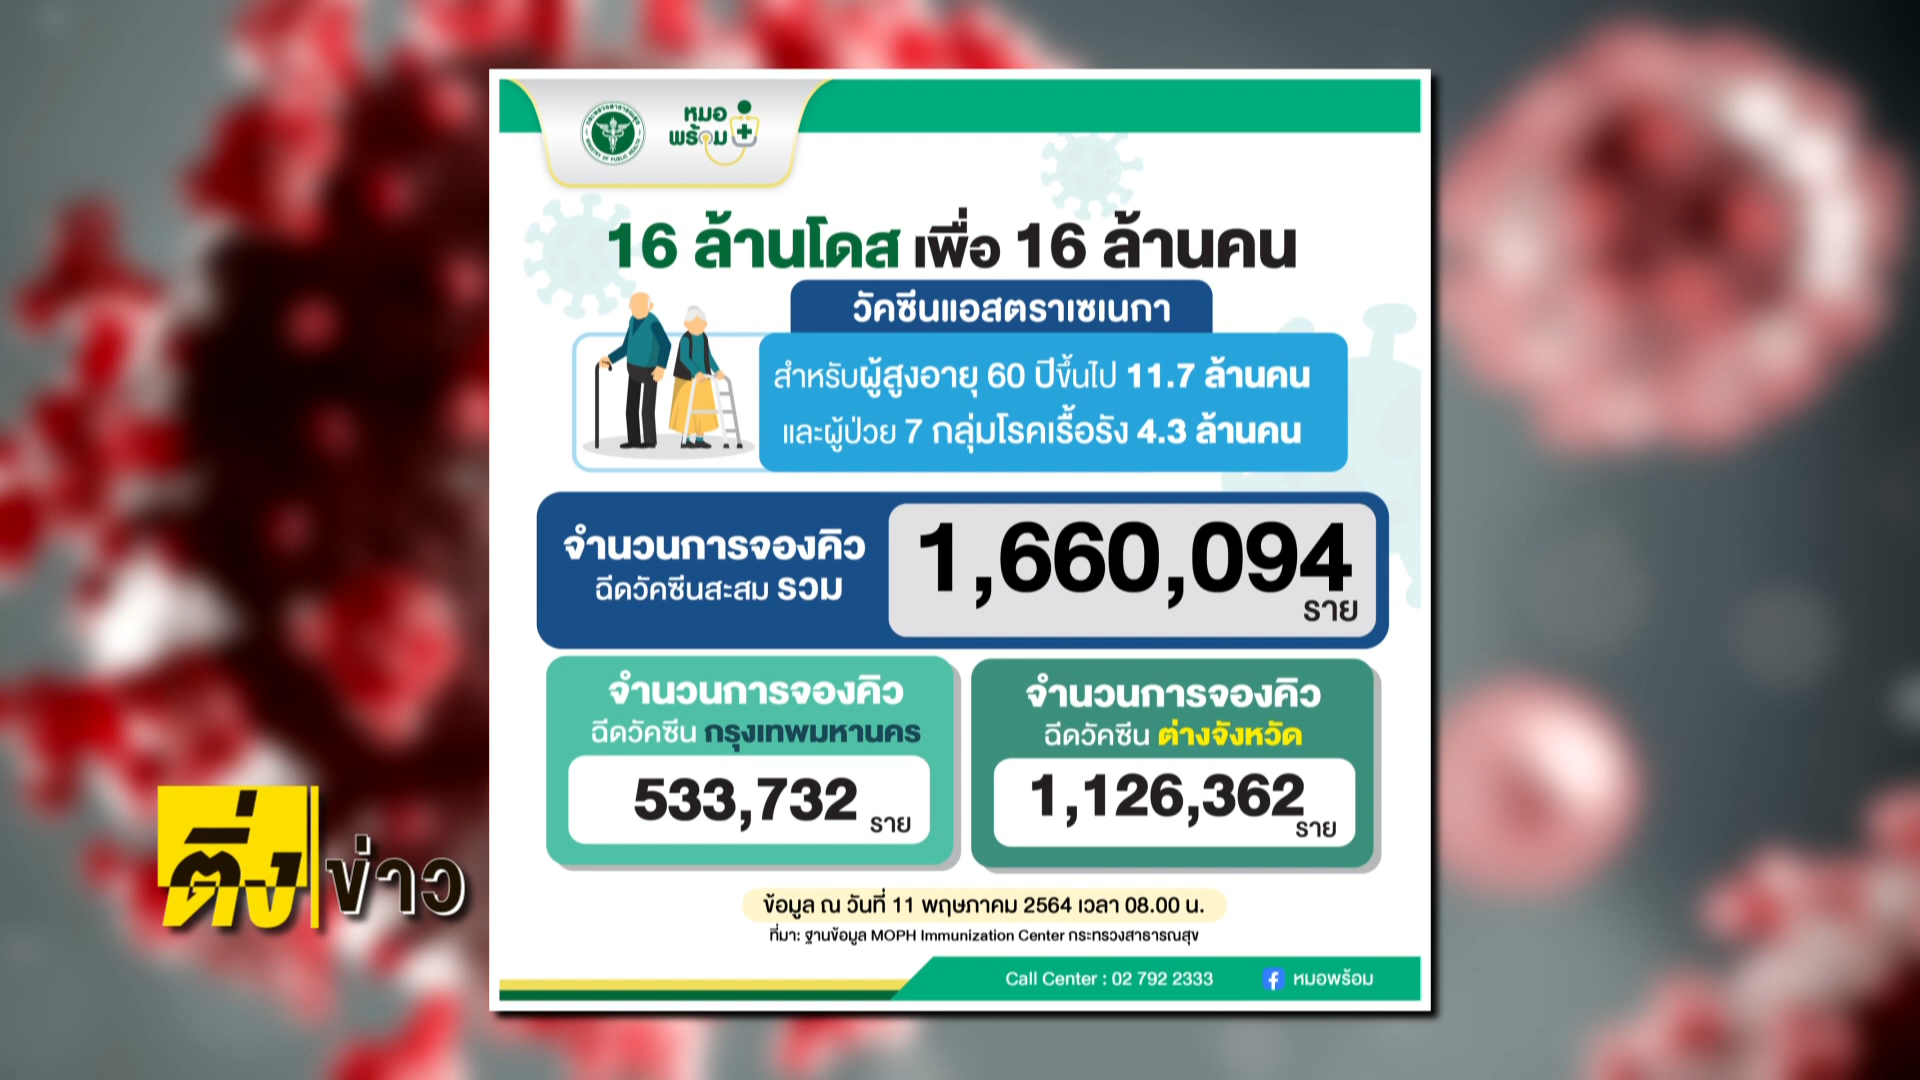 หมอ
พร้อม
MINISTRY OF PUBLIC HEALTH
16 ล้านโดส เพื่อ 16 ล้านคน
วัคซีนแอสตราเซเนกา
สำหรับผู้สูงอายุ 60 ปีขึ้นไป 11.7 ล้านคน
และผู้ป่วย 7 กลุ่มโรคเรื้อรัง 4.3 ล้านคน
จำนวนการจองคิว
ฉีดวัคซีนสะสม รวม
1,660,094
ราย
จำนวนการจองคิว
ฉีดวัคซีน กรุงเทพมหานคร
533,732 ราย
จำนวนการจองคิว
ฉีดวัคซีน ต่างจังหวัด
1,126,362 ราย
ติ่งข่าว
ข้อมูล ณ วันที่ 11 พฤษภาคม 2564 เวลา 08.00 น.
ที่มา: ฐานข้อมูล MOPH Immunization Center กระทรวงสาธารณสุข
Call Center : 02 792 2333 หมอพร้อม